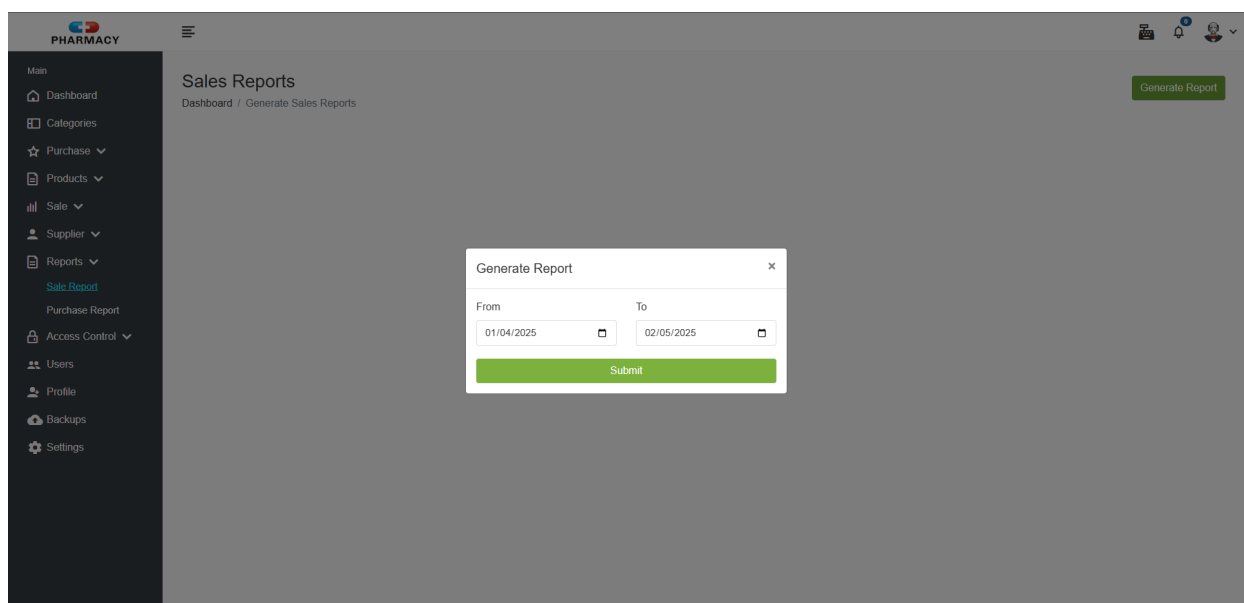 PHARMACY
0
Main
Dashboard
Categories
Purchase
Products
Sale
Supplier
Reports
Sale Report
Purchase Report
Access Control
Users
Profile
Backups
Settings
Sales Reports
Dashboard / Generate Sales Reports
Generate Report
Generate Report ×
From To
01/04/2025 02/05/2025
Submit